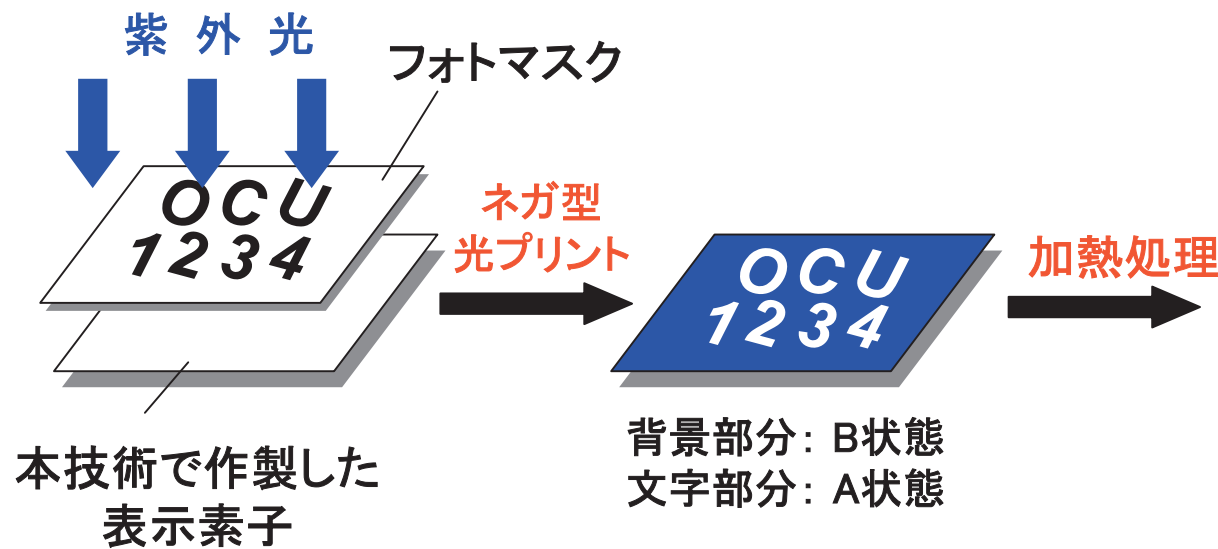 紫外光
フォトマスク
OCU
1234
本技術で作製した
表示素子
ネガ型
光プリント
OCU
1234
背景部分: B状態
文字部分: A状態
加熱処理